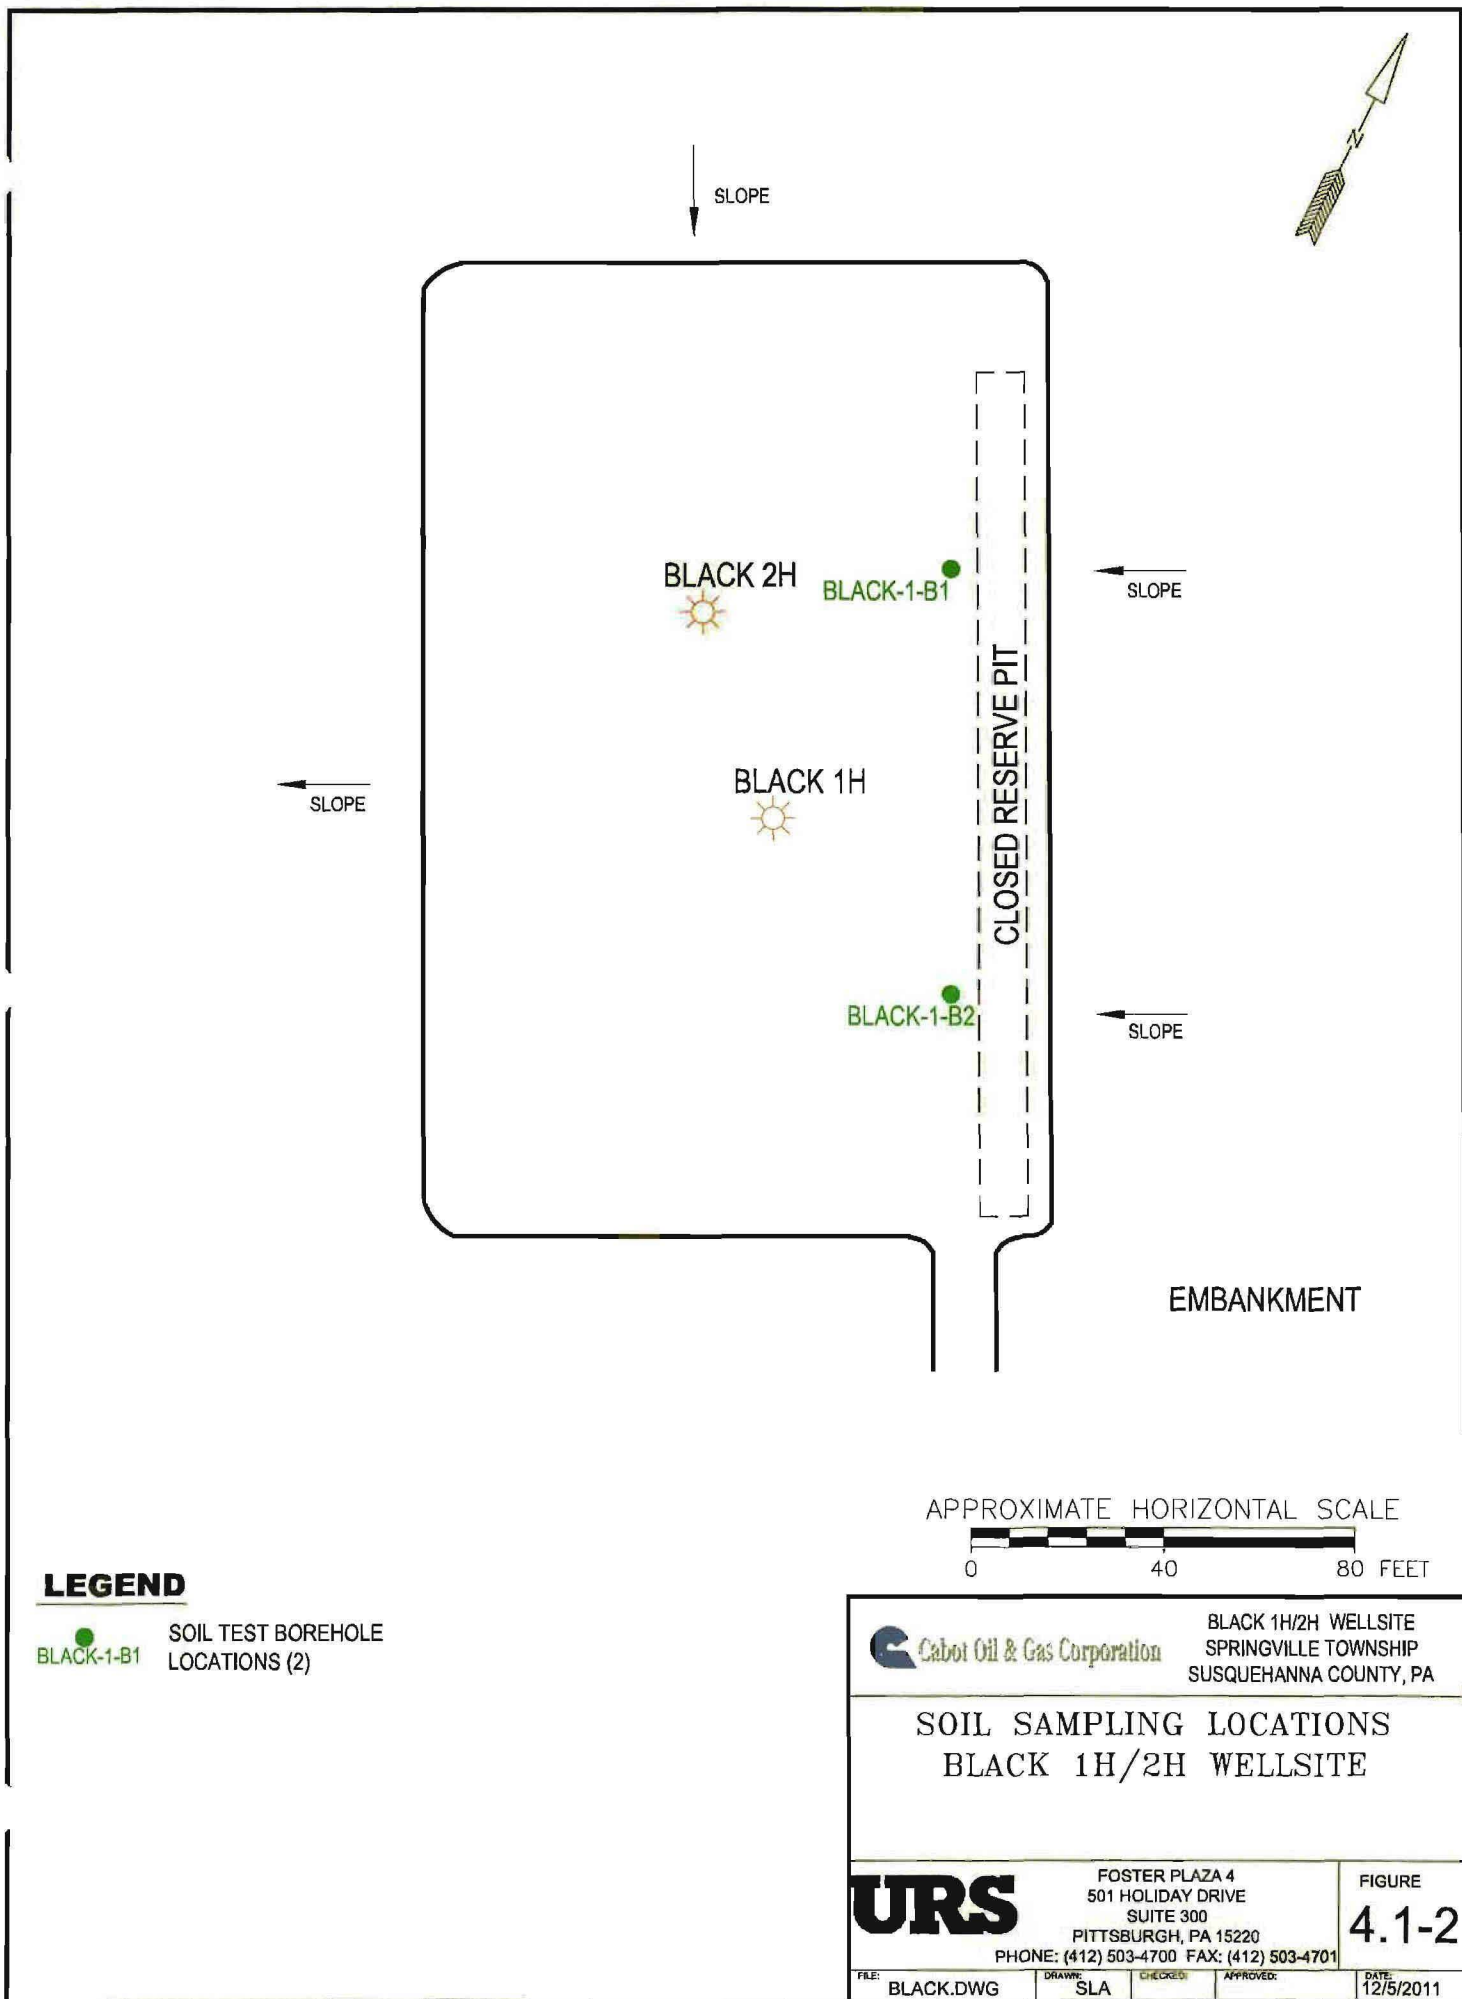 N
SLOPE
BLACK 2H
BLACK-1-B1
SLOPE
CLOSED RESERVE PIT
BLACK 1H
SLOPE
BLACK-1-B2
SLOPE
EMBANKMENT
APPROXIMATE HORIZONTAL SCALE
0 40 80 FEET
LEGEND
BLACK-1-B1
SOIL TEST BOREHOLE
LOCATIONS (2)
Cabot Oil & Gas Corporation
BLACK 1H/2H WELLSITE
SPRINGVILLE TOWNSHIP
SUSQUEHANNA COUNTY, PA
SOIL SAMPLING LOCATIONS
BLACK 1H/2H WELLSITE
URS
FOSTER PLAZA 4
501 HOLIDAY DRIVE
SUITE 300
PITTSBURGH, PA 15220
PHONE: (412) 503-4700 FAX: (412) 503-4701
FIGURE
4.1-2
FILE: BLACK.DWG
DRAWN: SLA
CHECKED:
APPROVED:
DATE: 12/5/2011